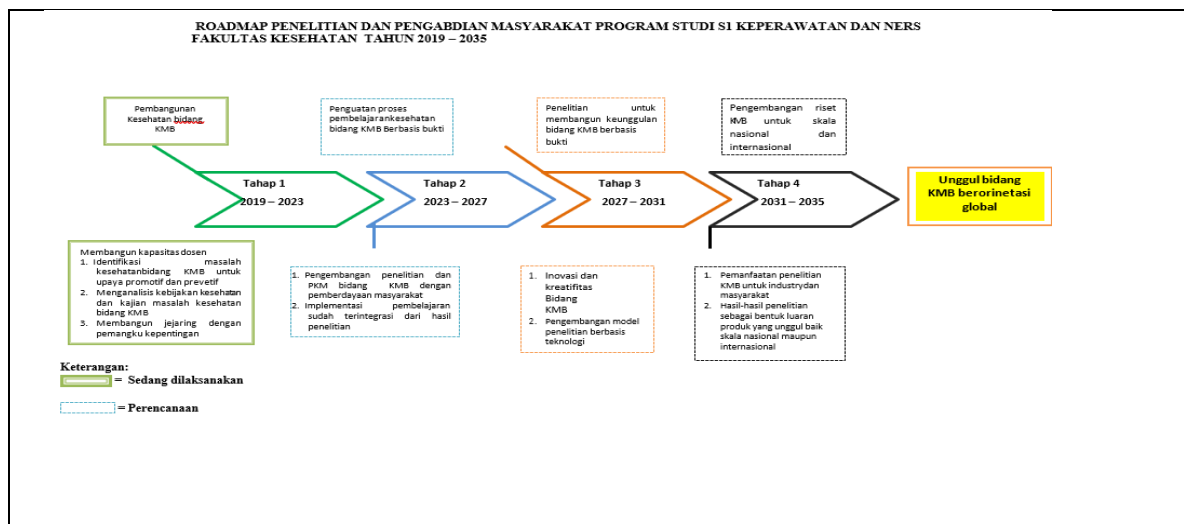 ROADMAP PENELITIAN DAN PENGABDIAN MASYARAKAT PROGRAM STUDI S1 KEPERAWATAN DAN NERS
FAKULTAS KESEHATAN TAHUN 2019 – 2035
Pembangunan
Kesehatan bidang
KMB
Penguatan proses
pembelajarankesehatan
bidang KMB Berbasis bukti
Penelitian untuk
membangun keunggulan
bidang KMB berbasis
bukti
Pengembangan riset
KMB untuk skala
nasional dan
internasional
Tahap 1
2019 – 2023
Tahap 2
2023 – 2027
Tahap 3
2027 – 2031
Tahap 4
2031 – 2035
Unggul bidang
KMB berorinetasi
global
Membangun kapasitas dosen
1. Identifikasi masalah
kesehatanbidang KMB untuk
upaya promotif dan prevetif
2. Menganalisis kebijakan kesehatan
dan kajian masalah kesehatan
bidang KMB
3. Membangun jejaring dengan
pemangku kepentingan
1. Pengembangan penelitian dan
PKM bidang KMB dengan
pemberdayaan masyarakat
2. Implementasi pembelajaran
sudah terintegrasi dari hasil
penelitian
1. Inovasi dan
kreatifitas
Bidang
KMB
2. Pengembangan model
penelitian berbasis
teknologi
1. Pemanfaatan penelitian
KMB untuk industrydan
masyarakat
2. Hasil-hasil penelitian
sebagai bentuk luaran
produk yang unggul baik
skala nasional maupun
internasional
Keterangan:
= Sedang dilaksanakan
= Perencanaan